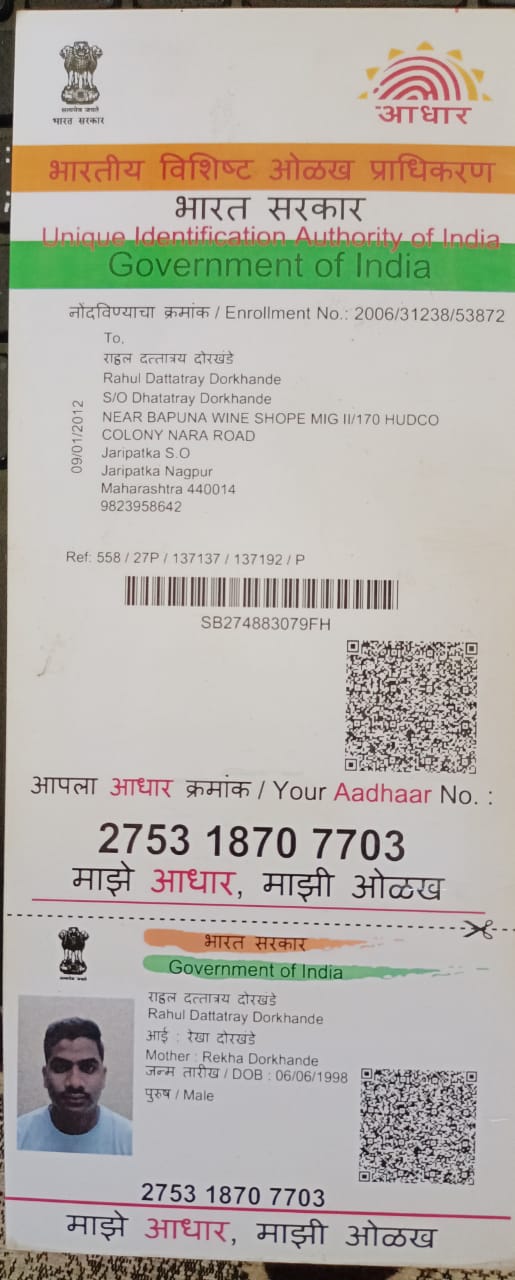 सत्यमेव जयते
भारत सरकार
आधार
भारतीय विशिष्ट ओळख प्राधिकरण
भारत सरकार
Unique Identification Authority of India
Government of India
नोंदविण्याचा क्रमांक / Enrollment No.: 2006/31238/53872
To,
राहुल दत्तात्रय दोरखंडे
Rahul Dattatray Dorkhande
S/O Dhatatray Dorkhande
NEAR BAPUNA WINE SHOPE MIG II/170 HUDCO
COLONY NARA ROAD
Jaripatka S.O
Jaripatka Nagpur
Maharashtra 440014
9823958642
09/01/2012
Ref: 558 / 27P / 137137 / 137192 / P
SB274883079FH
आपला आधार क्रमांक / Your Aadhaar No. :
2753 1870 7703
माझे आधार, माझी ओळख
भारत सरकार
Government of India
राहुल दत्तात्रय दोरखंडे
Rahul Dattatray Dorkhande
आई : रेखा दोरखंडे
Mother : Rekha Dorkhande
जन्म तारीख / DOB : 06/06/1998
पुरुष / Male
2753 1870 7703
माझे आधार, माझी ओळख